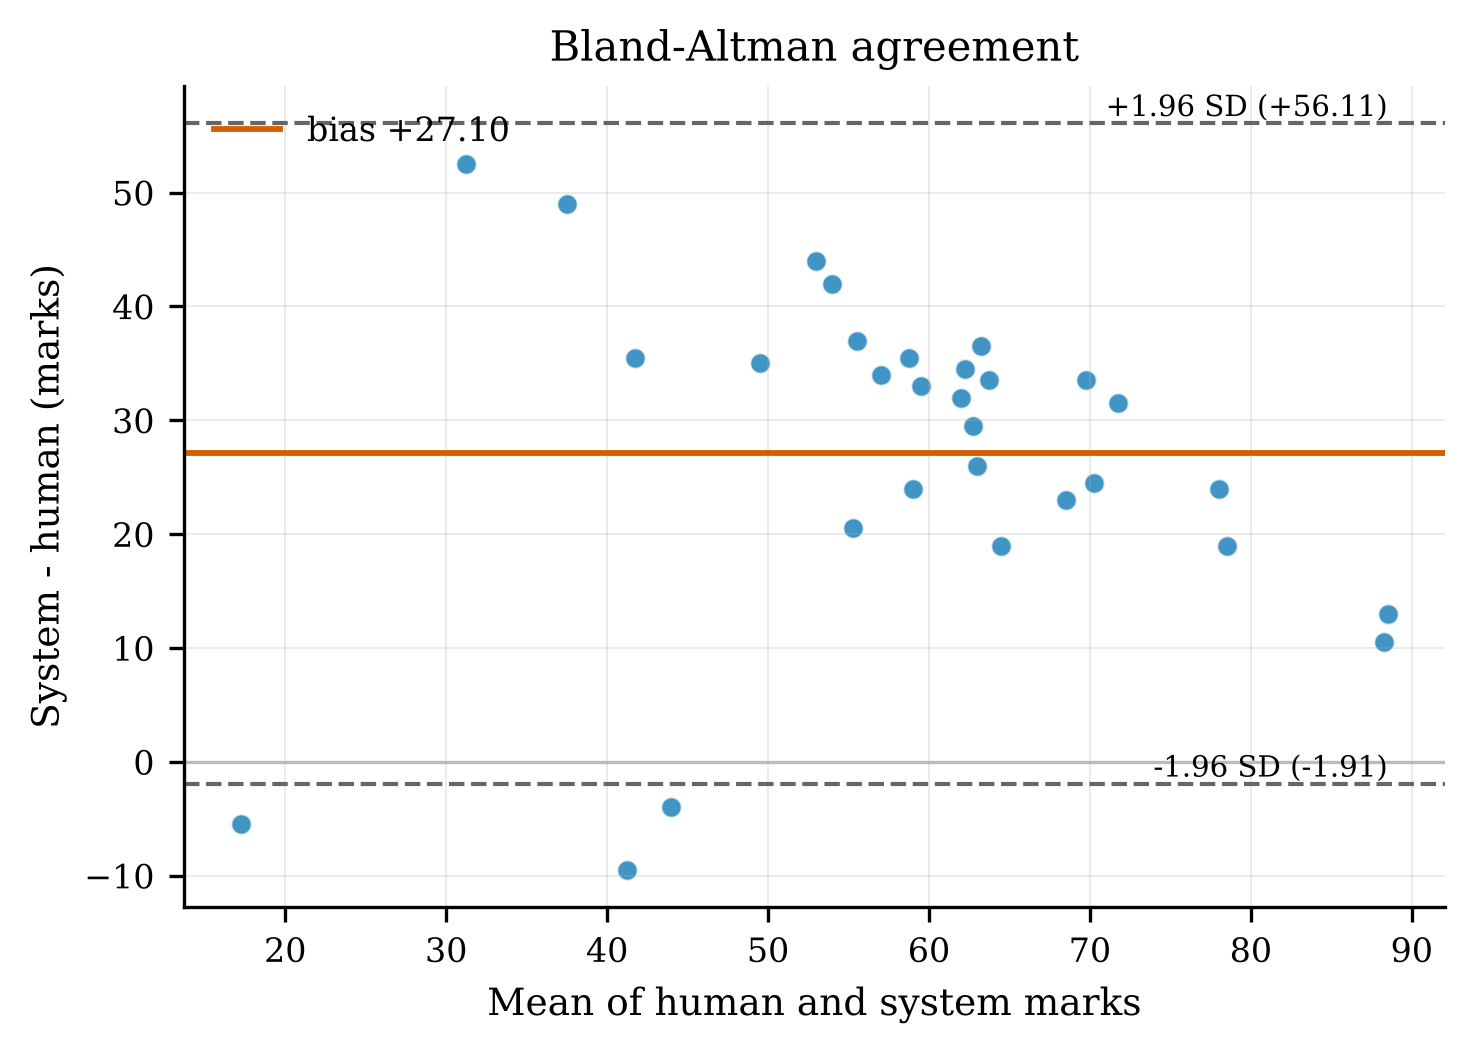 Bland-Altman agreement
+1.96 SD (+56.11)
bias +27.10
50
40
30
20
10
0
−10
-1.96 SD (-1.91)
System - human (marks)
20 30 40 50 60 70 80 90
Mean of human and system marks